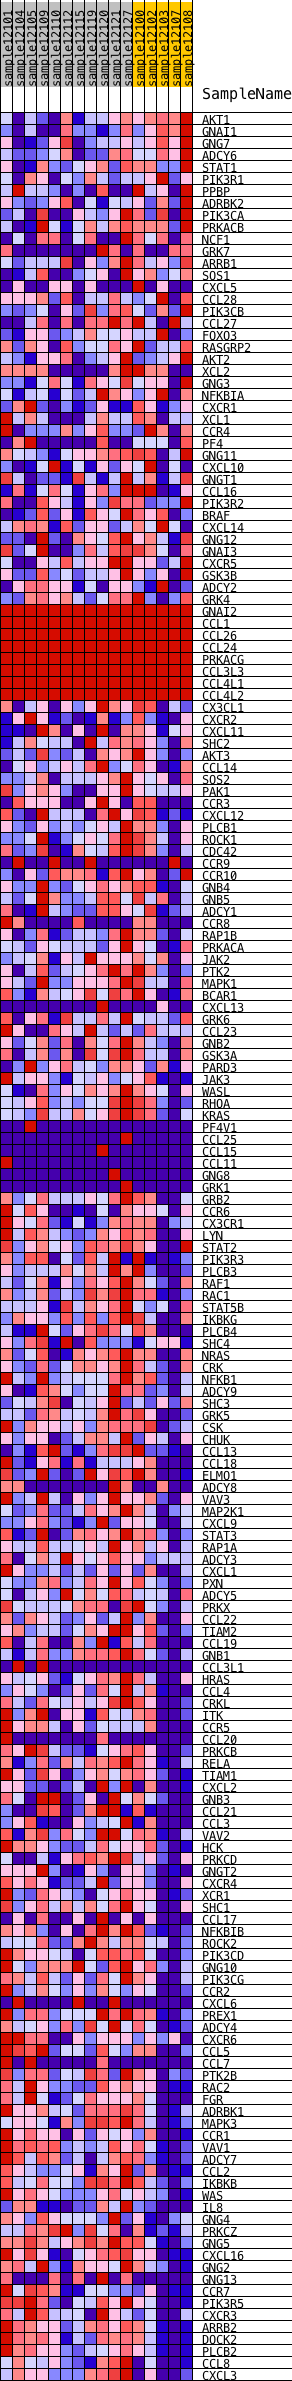 sample12101
sample12104
sample12105
sample12109
sample12110
sample12112
sample12115
sample12119
sample12120
sample12121
sample12122
sample12100
sample12102
sample12103
sample12107
sample12108
SampleName
AKT1
GNAI1
GNG7
ADCY6
STAT1
PIK3R1
PPBP
ADRBK2
PIK3CA
PRKACB
NCF1
GRK7
ARRB1
SOS1
CXCL5
CCL28
PIK3CB
CCL27
FOXO3
RASGRP2
AKT2
XCL2
GNG3
NFKBIA
CXCR1
XCL1
CCR4
PF4
GNG11
CXCL10
GNGT1
CCL16
PIK3R2
BRAF
CXCL14
GNG12
GNAI3
CXCR5
GSK3B
ADCY2
GRK4
GNAI2
CCL1
CCL26
CCL24
PRKACG
CCL3L3
CCL4L1
CCL4L2
CX3CL1
CXCR2
CXCL11
SHC2
AKT3
CCL14
SOS2
PAK1
CCR3
CXCL12
PLCB1
ROCK1
CDC42
CCR9
CCR10
GNB4
GNB5
ADCY1
CCR8
RAP1B
PRKACA
JAK2
PTK2
MAPK1
BCAR1
CXCL13
GRK6
CCL23
GNB2
GSK3A
PARD3
JAK3
WASL
RHOA
KRAS
PF4V1
CCL25
CCL15
CCL11
GNG8
GRK1
GRB2
CCR6
CX3CR1
LYN
STAT2
PIK3R3
PLCB3
RAF1
RAC1
STAT5B
IKBKG
PLCB4
SHC4
NRAS
CRK
NFKB1
ADCY9
SHC3
GRK5
CSK
CHUK
CCL13
CCL18
ELMO1
ADCY8
VAV3
MAP2K1
CXCL9
STAT3
RAP1A
ADCY3
CXCL1
PXN
ADCY5
PRKX
CCL22
TIAM2
CCL19
GNB1
CCL3L1
HRAS
CCL4
CRKL
ITK
CCR5
CCL20
PRKCB
RELA
TIAM1
CXCL2
GNB3
CCL21
CCL3
VAV2
HCK
PRKCD
GNGT2
CXCR4
XCR1
SHC1
CCL17
NFKBIB
ROCK2
PIK3CD
GNG10
PIK3CG
CCR2
CXCL6
PREX1
ADCY4
CXCR6
CCL5
CCL7
PTK2B
RAC2
FGR
ADRBK1
MAPK3
CCR1
VAV1
ADCY7
CCL2
IKBKB
WAS
IL8
GNG4
PRKCZ
GNG5
CXCL16
GNG2
GNG13
CCR7
PIK3R5
CXCR3
ARRB2
DOCK2
PLCB2
CCL8
CXCL3